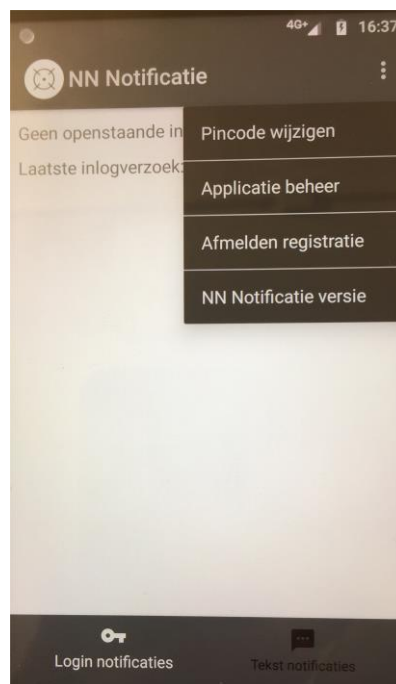 4G+ 16:37
NN Notificatie
Geen openstaande in
Laatste inlogverzoek:
Pincode wijzigen
Applicatie beheer
Afmelden registratie
NN Notificatie versie
Login notificaties
Tekst notificaties